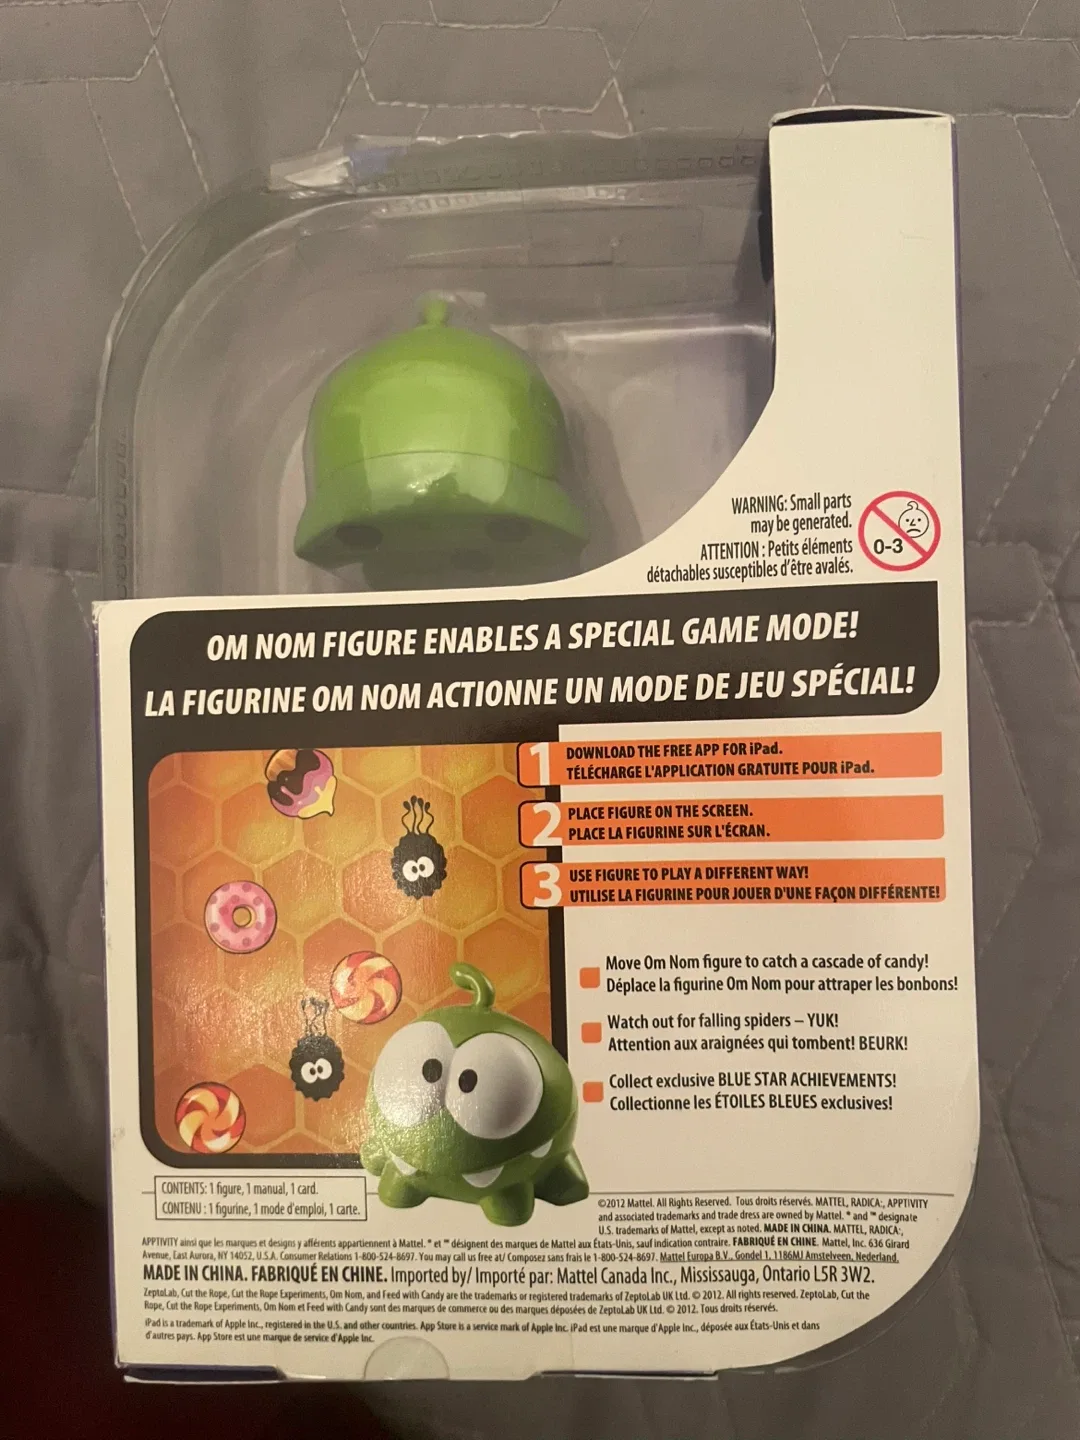 WARNING: Small parts
may be generated.
ATTENTION : Petits éléments
détachables susceptibles d'être avalés.
0-3
OM NOM FIGURE ENABLES A SPECIAL GAME MODE!
LA FIGURINE OM NOM ACTIONNE UN MODE DE JEU SPÉCIAL!
1 DOWNLOAD THE FREE APP FOR iPad.
TÉLÉCHARGE L'APPLICATION GRATUITE POUR iPad.
2 PLACE FIGURE ON THE SCREEN.
PLACE LA FIGURINE SUR L'ÉCRAN.
3 USE FIGURE TO PLAY A DIFFERENT WAY!
UTILISE LA FIGURINE POUR JOUER D'UNE FAÇON DIFFÉRENTE!
Move Om Nom figure to catch a cascade of candy!
Déplace la figurine Om Nom pour attraper les bonbons!
Watch out for falling spiders – YUK!
Attention aux araignées qui tombent! BEURK!
Collect exclusive BLUE STAR ACHIEVEMENTS!
Collectionne les ÉTOILES BLEUES exclusives!
CONTENTS: 1 figure, 1 manual, 1 card.
CONTENU : 1 figurine, 1 mode d'emploi, 1 carte.
©2012 Mattel. All Rights Reserved. Tous droits réservés. MATTEL, RADICA:, APPTIVITY
and associated trademarks and trade dress are owned by Mattel. ® and ™ designate
U.S. trademarks of Mattel, except as noted. MADE IN CHINA. MATTEL, RADICA:,
APPTIVITY ainsi que les marques et designs y afférents appartiennent à Mattel. ® et ™ désignent des marques de Mattel aux États-Unis, sauf indication contraire. FABRIQUÉ EN CHINE. Mattel, Inc. 636 Girard
Avenue, East Aurora, NY 14052, U.S.A. Consumer Relations 1-800-524-8697. You may call us free at/ Composez sans frais le 1-800-524-8697. Mattel Europa B.V., Gondel 1, 1186MJ Amstelveen, Nederland.
MADE IN CHINA. FABRIQUÉ EN CHINE. Imported by/ Importé par: Mattel Canada Inc., Mississauga, Ontario L5R 3W2.
ZeptoLab, Cut the Rope, Cut the Rope Experiments, Om Nom, and Feed with Candy are the trademarks or registered trademarks of ZeptoLab UK Ltd. © 2012. All rights reserved. ZeptoLab, Cut the
Rope, Cut the Rope Experiments, Om Nom et Feed with Candy sont des marques de commerce ou des marques déposées de ZeptoLab UK Ltd. © 2012. Tous droits réservés.
iPad is a trademark of Apple Inc., registered in the U.S. and other countries. App Store is a service mark of Apple Inc. iPad est une marque d'Apple Inc., déposée aux États-Unis et dans
d'autres pays. App Store est une marque de service d'Apple Inc.